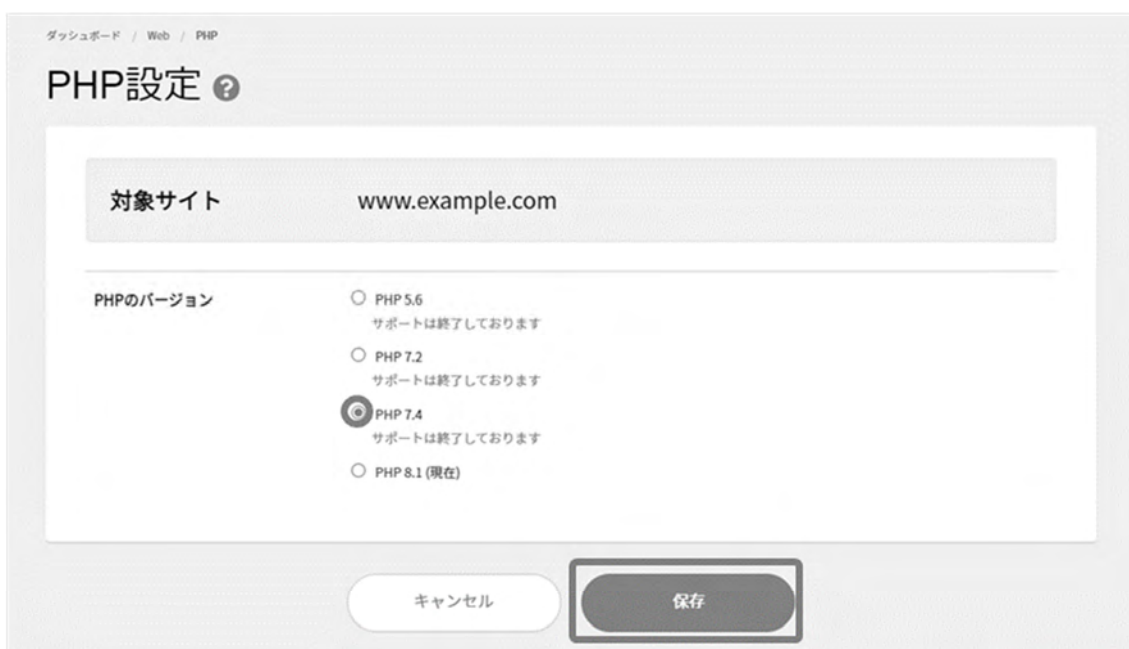 ダッシュボード / Web / PHP
PHP設定 ?
対象サイト www.example.com
PHPのバージョン PHP 5.6
サポートは終了しております
PHP 7.2
サポートは終了しております
PHP 7.4
サポートは終了しております
PHP 8.1 (現在)
キャンセル 保存